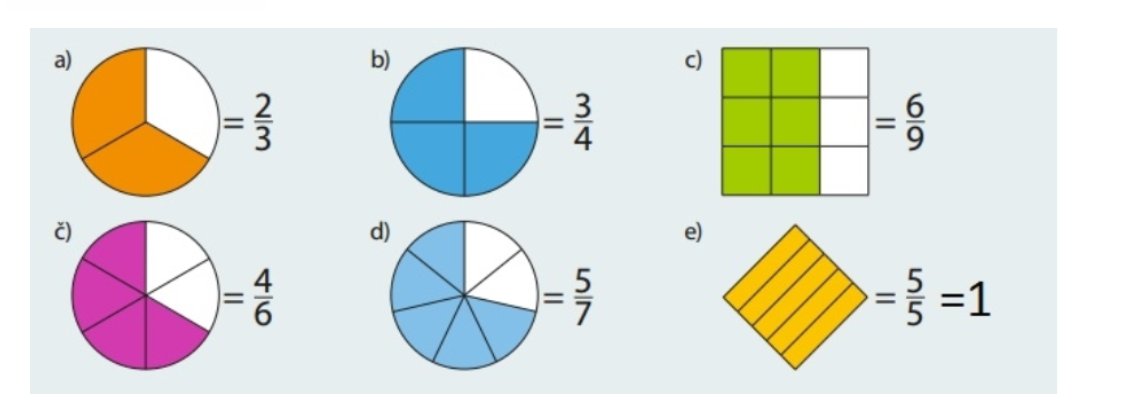 a) = 2/3
b) = 3/4
c) = 6/9
č) = 4/6
d) = 5/7
e) = 5/5 =1